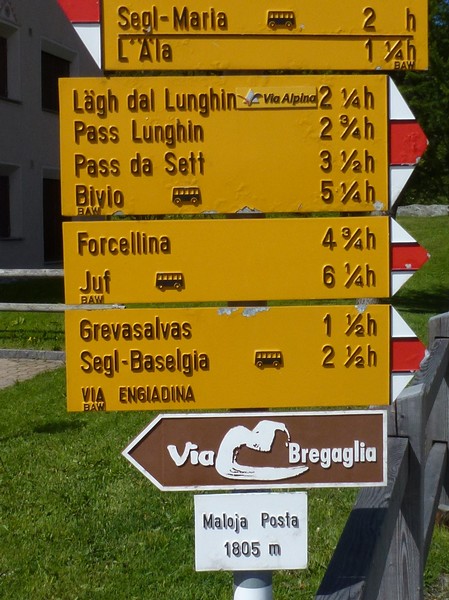 Segl-Maria 2 h
L'Äla 1 ¼ h
BAW
Lägh dal Lunghin Via Alpina 2 ¼ h
Pass Lunghin 2 ¾ h
Pass da Sett 3 ½ h
Bivio 5 ¼ h
BAW
Forcellina 4 ¾ h
Juf 6 ¼ h
BAW
Grevasalvas 1 ½ h
Segl-Baselgia 2 ½ h
VIA ENGIADINA
BAW
Via Bregaglia
Maloja Posta
1805 m